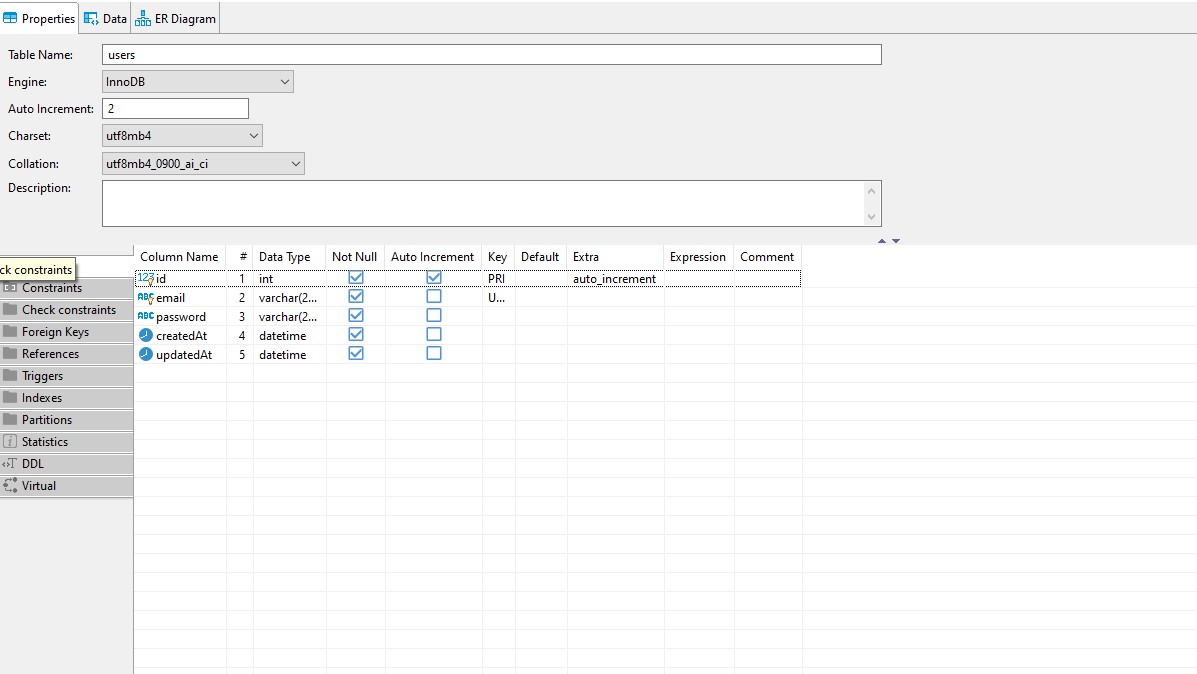 Properties Data ER Diagram
Table Name: users
Engine: InnoDB
Auto Increment: 2
Charset: utf8mb4
Collation: utf8mb4_0900_ai_ci
Description:
Column Name # Data Type Not Null Auto Increment Key Default Extra Expression Comment
123 id 1 int PRI auto_increment
ABC email 2 varchar(2... U...
ABC password 3 varchar(2...
createdAt 4 datetime
updatedAt 5 datetime
ck constraints
Constraints
Check constraints
Foreign Keys
References
Triggers
Indexes
Partitions
Statistics
DDL
Virtual